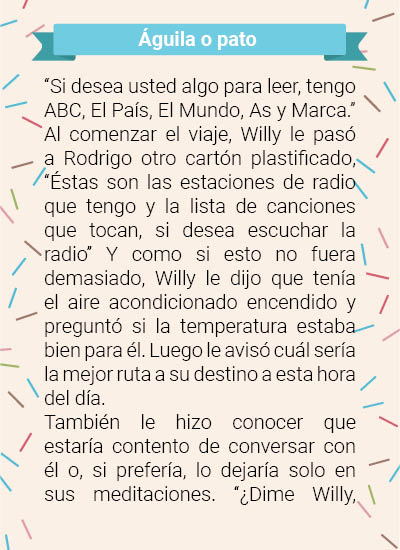 Águila o pato
“Si desea usted algo para leer, tengo
ABC, El País, El Mundo, As y Marca.”
Al comenzar el viaje, Willy le pasó
a Rodrigo otro cartón plastificado,
“Éstas son las estaciones de radio
que tengo y la lista de canciones
que tocan, si desea escuchar la
radio” Y como si esto no fuera
demasiado, Willy le dijo que tenía
el aire acondicionado encendido y
preguntó si la temperatura estaba
bien para él. Luego le avisó cuál sería
la mejor ruta a su destino a esta hora
del día.
También le hizo conocer que
estaría contento de conversar con
él o, si prefería, lo dejaría solo en
sus meditaciones. “¿Dime Willy,